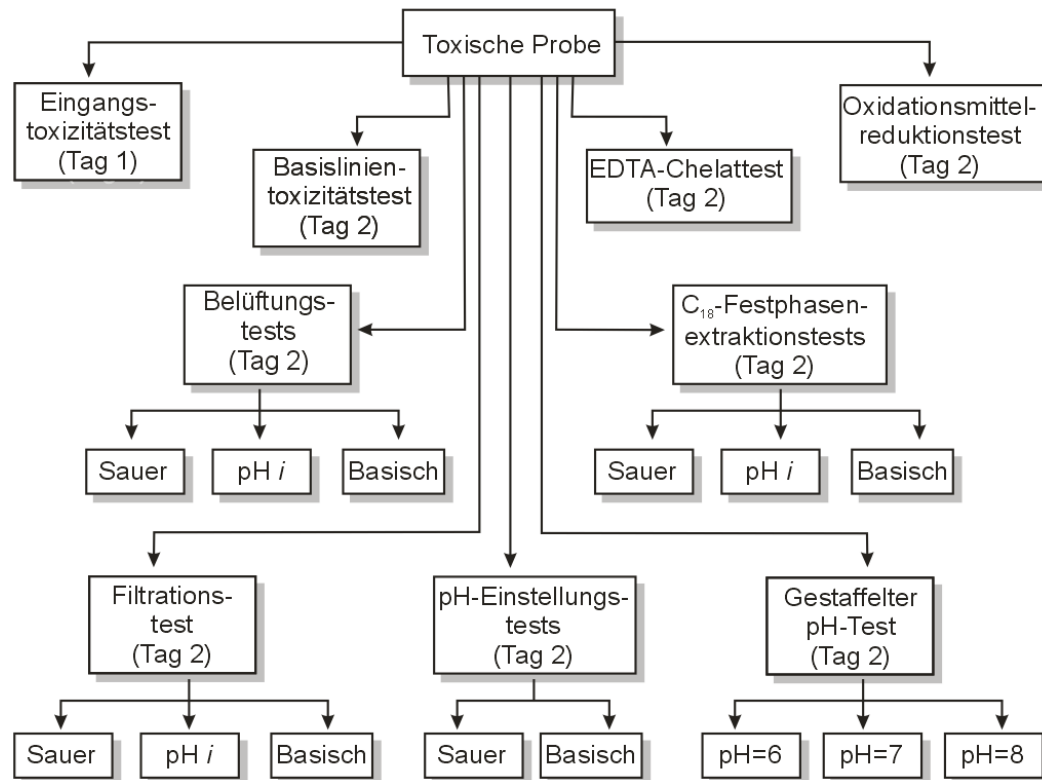 Toxische Probe
Eingangs-
toxizitätstest
(Tag 1)
Oxidationsmittel-
reduktionstest
(Tag 2)
Basislinien-
toxizitätstest
(Tag 2)
EDTA-Chelattest
(Tag 2)
Belüftungs-
tests
(Tag 2)
C₁₈-Festphasen-
extraktionstests
(Tag 2)
Sauer
pH i
Basisch
Sauer
pH i
Basisch
Filtrations-
test
(Tag 2)
pH-Einstellungs-
tests
(Tag 2)
Gestaffelter
pH-Test
(Tag 2)
Sauer
pH i
Basisch
Sauer
Basisch
pH=6
pH=7
pH=8